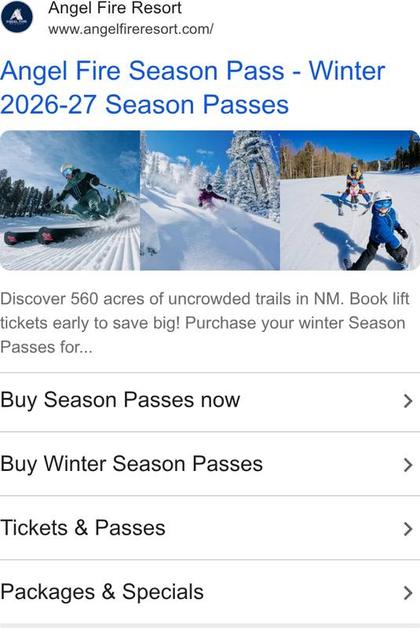 Angel Fire Resort
www.angelfireresort.com/
Angel Fire Season Pass - Winter
2026-27 Season Passes
Discover 560 acres of uncrowded trails in NM. Book lift
tickets early to save big! Purchase your winter Season
Passes for...
Buy Season Passes now
Buy Winter Season Passes
Tickets & Passes
Packages & Specials